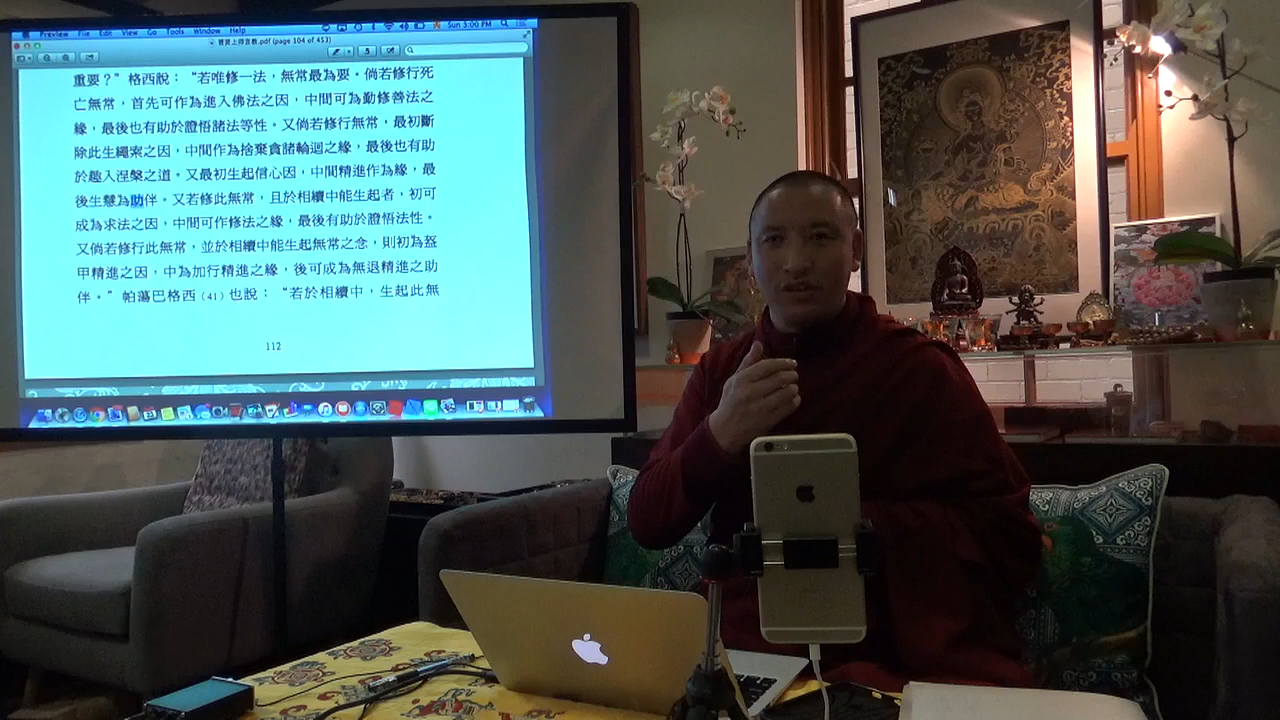 Preview File Edit View Go Tools Window Help Sun 3:00 PM
普賢上師言教.pdf (page 104 of 453)
重要？”格西說：“若唯修一法，無常最為要。倘若修行死
亡無常，首先可作為進入佛法之因，中間可為勤修善法之
緣，最後也有助於證悟諸法等性。又倘若修行無常，最初斷
除此生繩索之因，中間作為捨棄貪諸輪迴之緣，最後也有助
於趣入涅槃之道。又最初生起信心因，中間精進作為緣，最
後生慧為助伴。又若修此無常，且於相續中能生起者，初可
成為求法之因，中間可作修法之緣，最後有助於證悟法性。
又倘若修行此無常，並於相續中能生起無常之念，則初為盔
甲精進之因，中為加行精進之緣，後可成為無退精進之助
伴。”帕蕩巴格西（41）也說：“若於相續中，生起此無
112